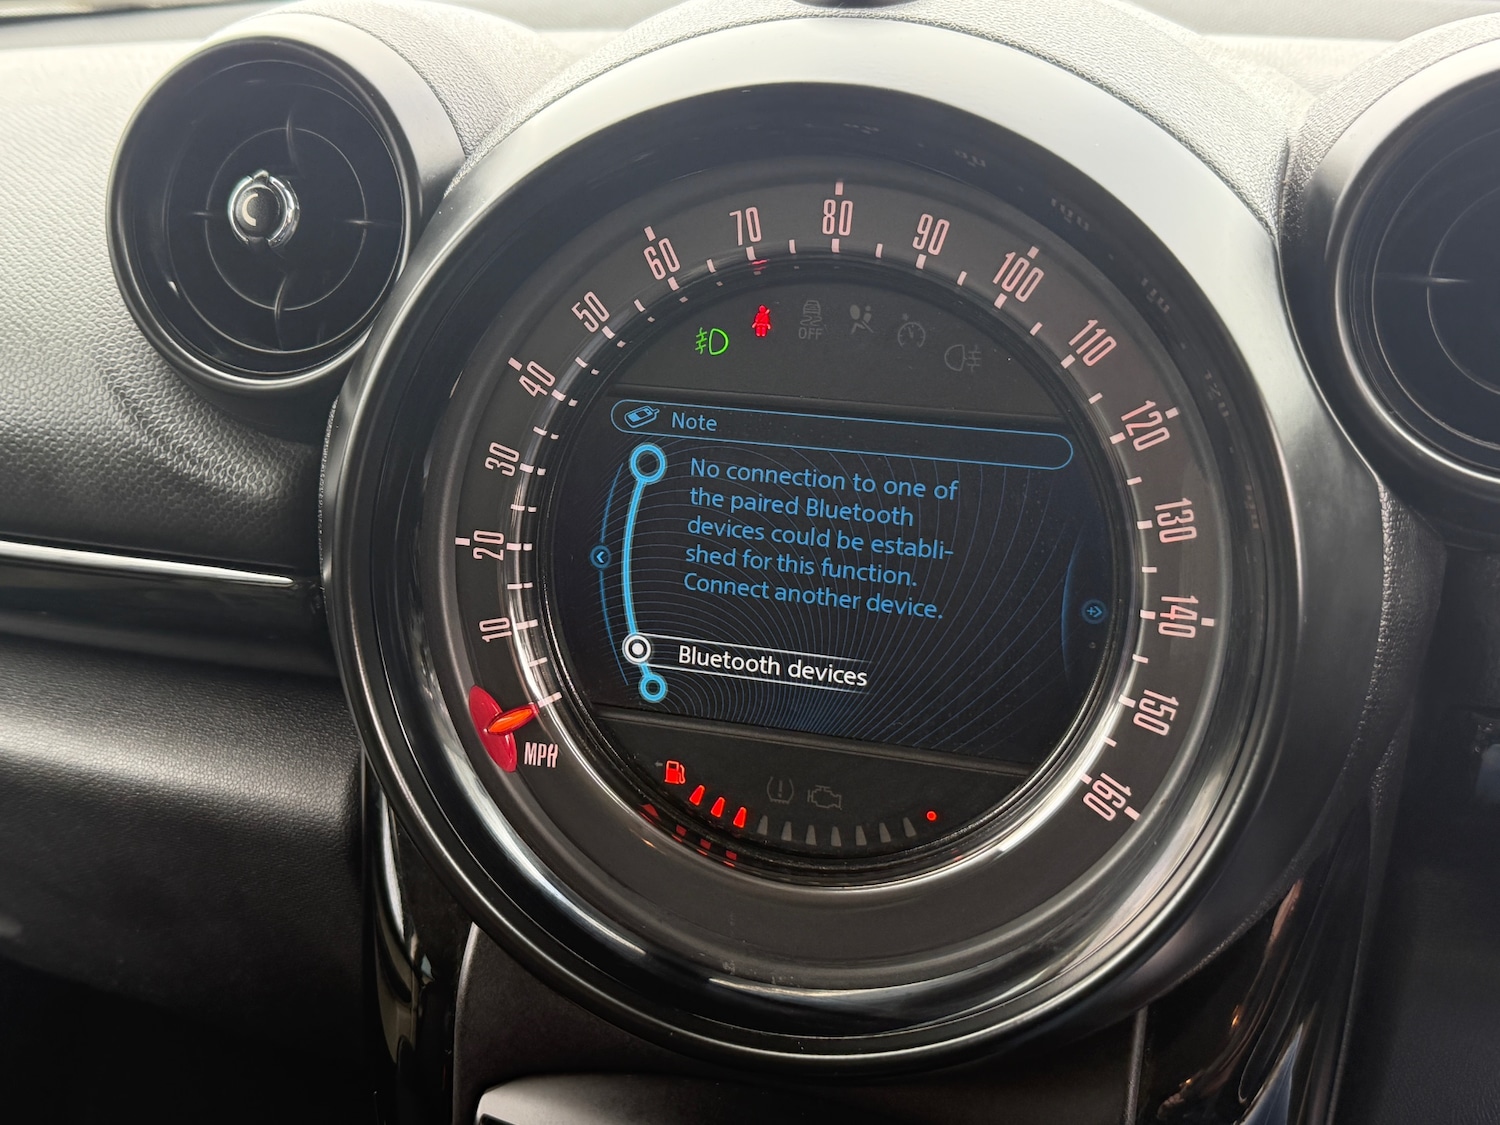 10
20
30
40
50
60
70
80
90
100
110
120
130
140
150
160
MPH
OFF
Note
No connection to one of
the paired Bluetooth
devices could be establi-
shed for this function.
Connect another device.
Bluetooth devices